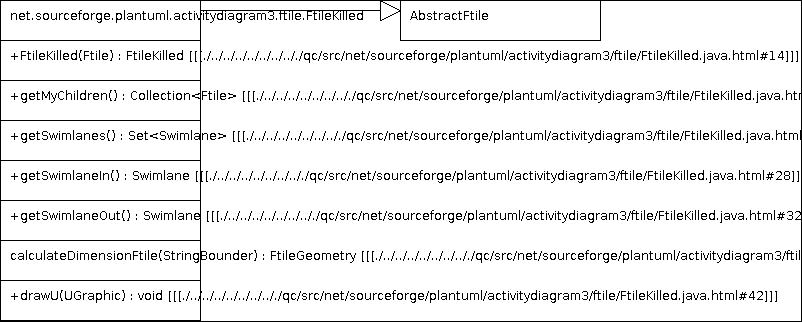 net.sourceforge.plantuml.activitydiagram3.ftile.FtileKilled
AbstractFtile
+FtileKilled(Ftile) : FtileKilled [[[./../../../../../../../qc/src/net/sourceforge/plantuml/activitydiagram3/ftile/FtileKilled.java.html#14]]]
+getMyChildren() : Collection<Ftile> [[[./../../../../../../../qc/src/net/sourceforge/plantuml/activitydiagram3/ftile/FtileKilled.java.htm
+getSwimlanes() : Set<Swimlane> [[[./../../../../../../../qc/src/net/sourceforge/plantuml/activitydiagram3/ftile/FtileKilled.java.html
+getSwimlaneIn() : Swimlane [[[./../../../../../../../qc/src/net/sourceforge/plantuml/activitydiagram3/ftile/FtileKilled.java.html#28]]]
+getSwimlaneOut() : Swimlane [[[./../../../../../../../qc/src/net/sourceforge/plantuml/activitydiagram3/ftile/FtileKilled.java.html#32
calculateDimensionFtile(StringBounder) : FtileGeometry [[[./../../../../../../../qc/src/net/sourceforge/plantuml/activitydiagram3/ftil
+drawU(UGraphic) : void [[[./../../../../../../../qc/src/net/sourceforge/plantuml/activitydiagram3/ftile/FtileKilled.java.html#42]]]